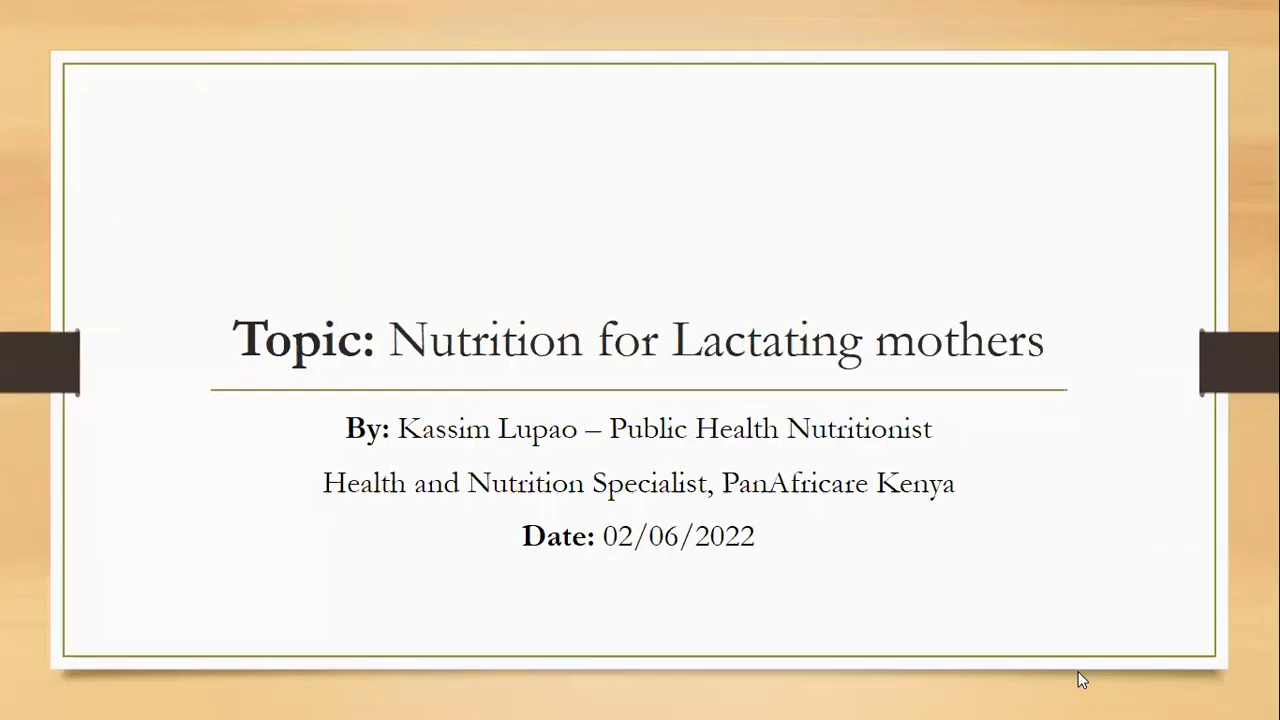 Topic: Nutrition for Lactating mothers
By: Kassim Lupao – Public Health Nutritionist
Health and Nutrition Specialist, PanAfricare Kenya
Date: 02/06/2022